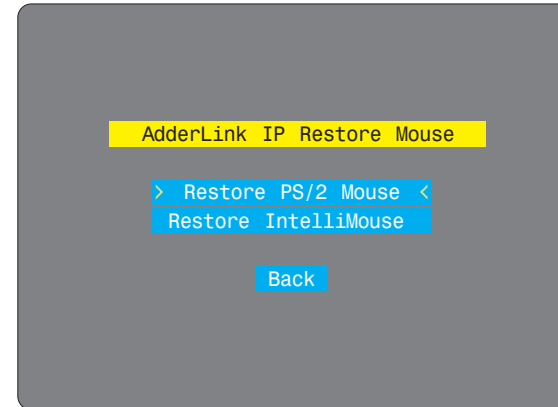 AdderLink IP Restore Mouse
> Restore PS/2 Mouse <
Restore IntelliMouse
Back